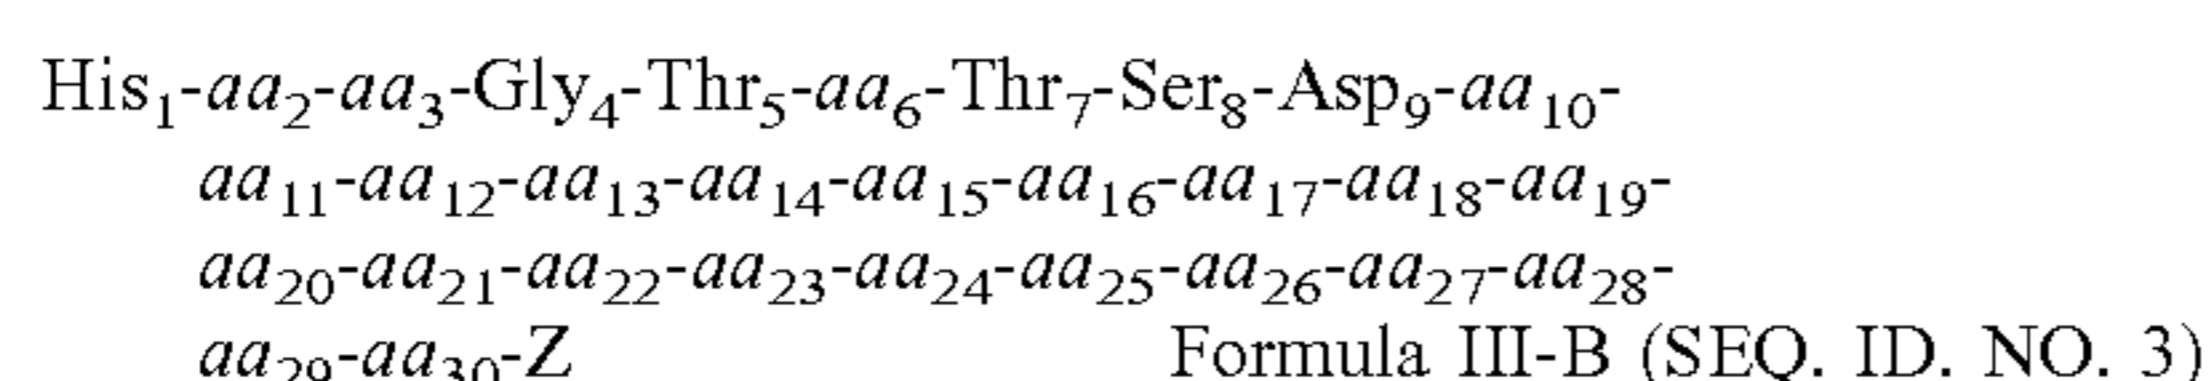 His₁-aa₂-aa₃-Gly₄-Thr₅-aa₆-Thr₇-Ser₈-Asp₉-aa₁₀-
aa₁₁-aa₁₂-aa₁₃-aa₁₄-aa₁₅-aa₁₆-aa₁₇-aa₁₈-aa₁₉-
aa₂₀-aa₂₁-aa₂₂-aa₂₃-aa₂₄-aa₂₅-aa₂₆-aa₂₇-aa₂₈-
aa₂₉-aa₃₀-Z Formula III-B (SEQ. ID. NO. 3)